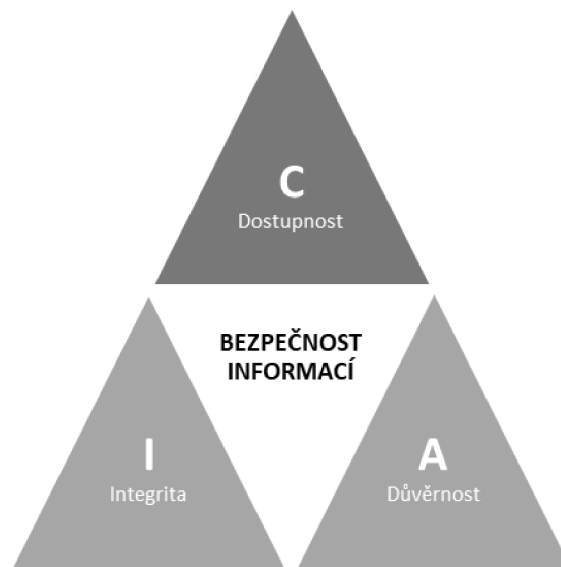 C
Dostupnost
BEZPEČNOST
INFORMACÍ
I
Integrita
A
Důvěrnost